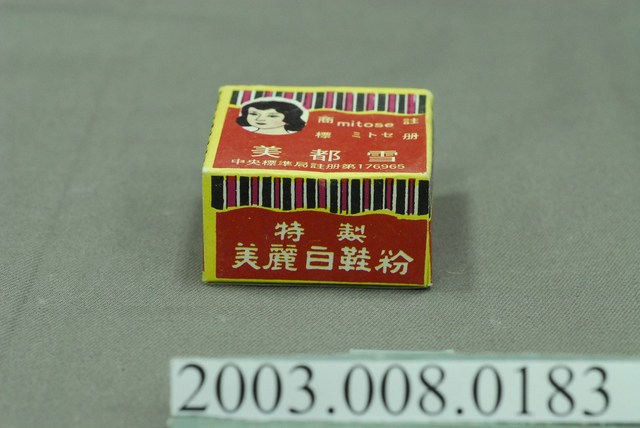 商 mitose 註
標 ミトセ 册
美都雪
中央標準局註册第176965
特製
美麗白鞋粉
2003.008.0183